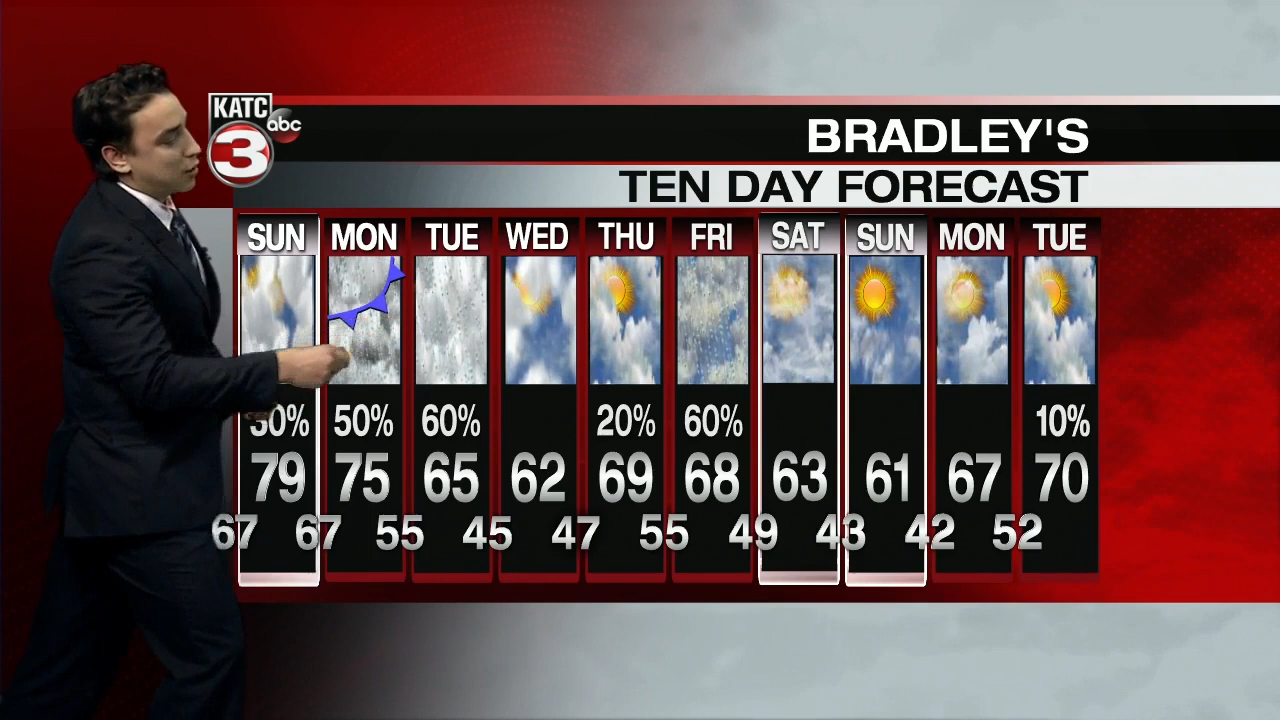 KATC
abc
3
BRADLEY'S
TEN DAY FORECAST
SUN MON TUE WED THU FRI SAT SUN MON TUE
50% 60% 20% 60% 10%
79 75 65 62 69 68 63 61 67 70
67 67 55 45 47 55 49 43 42 52